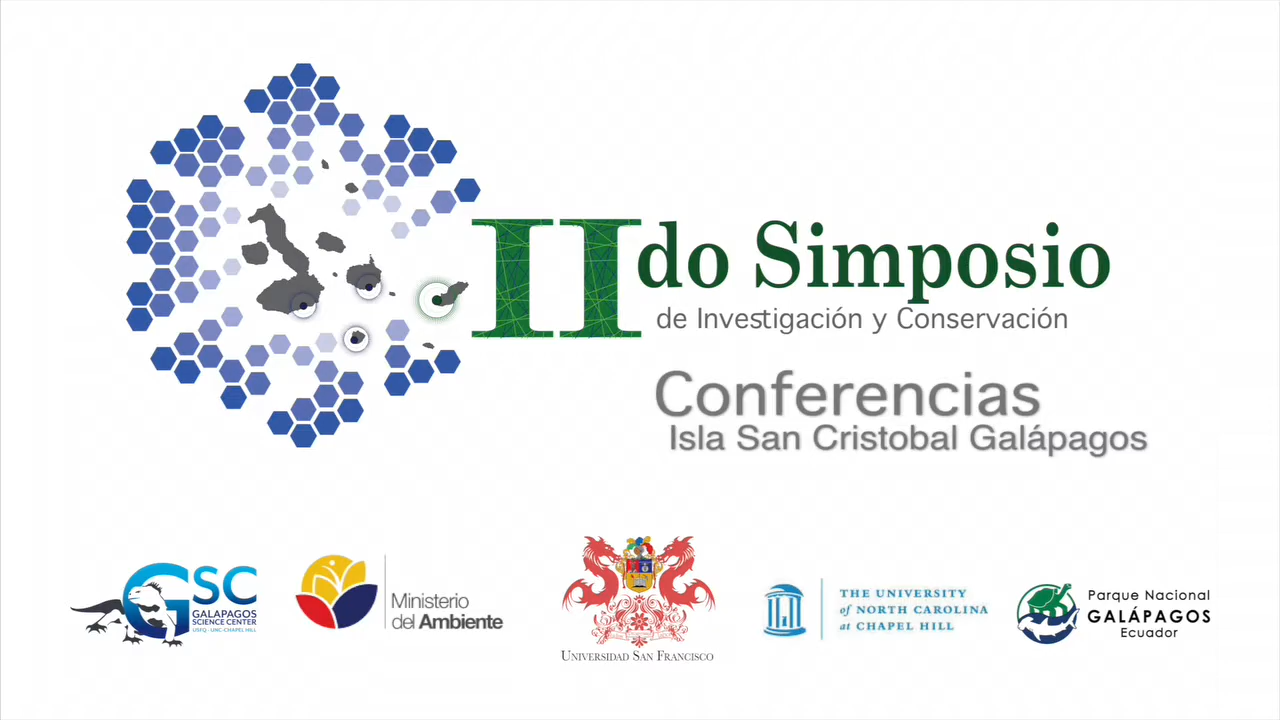 IIdo Simposio
de Investigación y Conservación
Conferencias
Isla San Cristobal Galápagos
GSC
GALAPAGOS
SCIENCE CENTER
USFQ - UNC-CHAPEL HILL
Ministerio
del Ambiente
UNIVERSIDAD SAN FRANCISCO
THE UNIVERSITY
of NORTH CAROLINA
at CHAPEL HILL
Parque Nacional
GALÁPAGOS
Ecuador